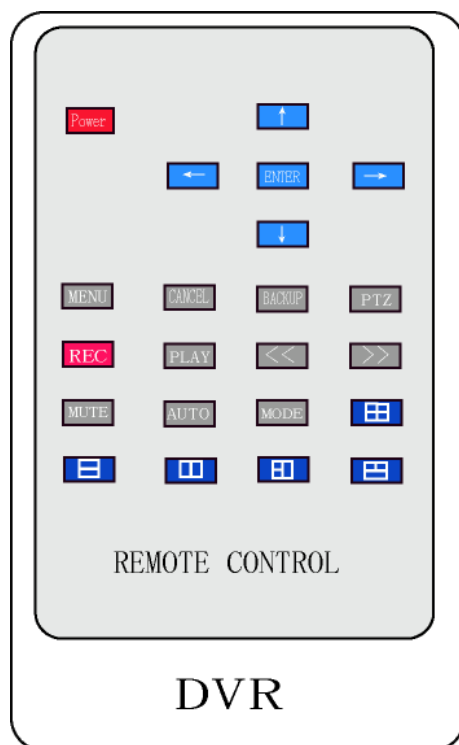 Power ↑
← ENTER →
↓
MENU CANCEL BACKUP PTZ
REC PLAY << >>
MUTE AUTO MODE
REMOTE CONTROL
DVR